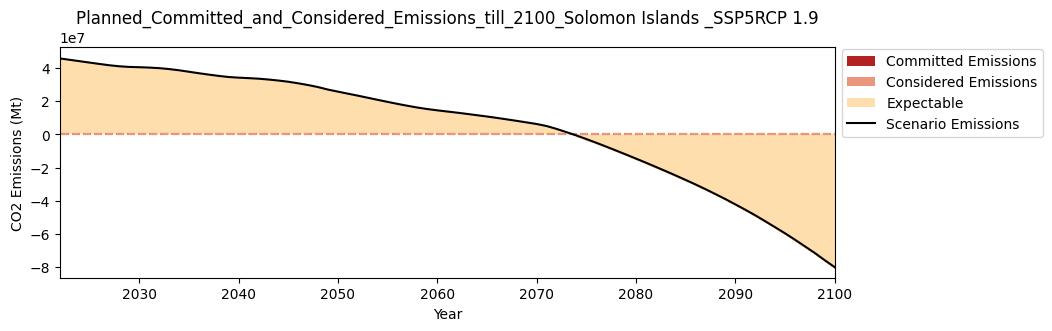 Planned_Committed_and_Considered_Emissions_till_2100_Solomon Islands _SSP5RCP 1.9
1e7
4
2
0
−2
−4
−6
−8
CO2 Emissions (Mt)
2030 2040 2050 2060 2070 2080 2090 2100
Year
Committed Emissions
Considered Emissions
Expectable
Scenario Emissions